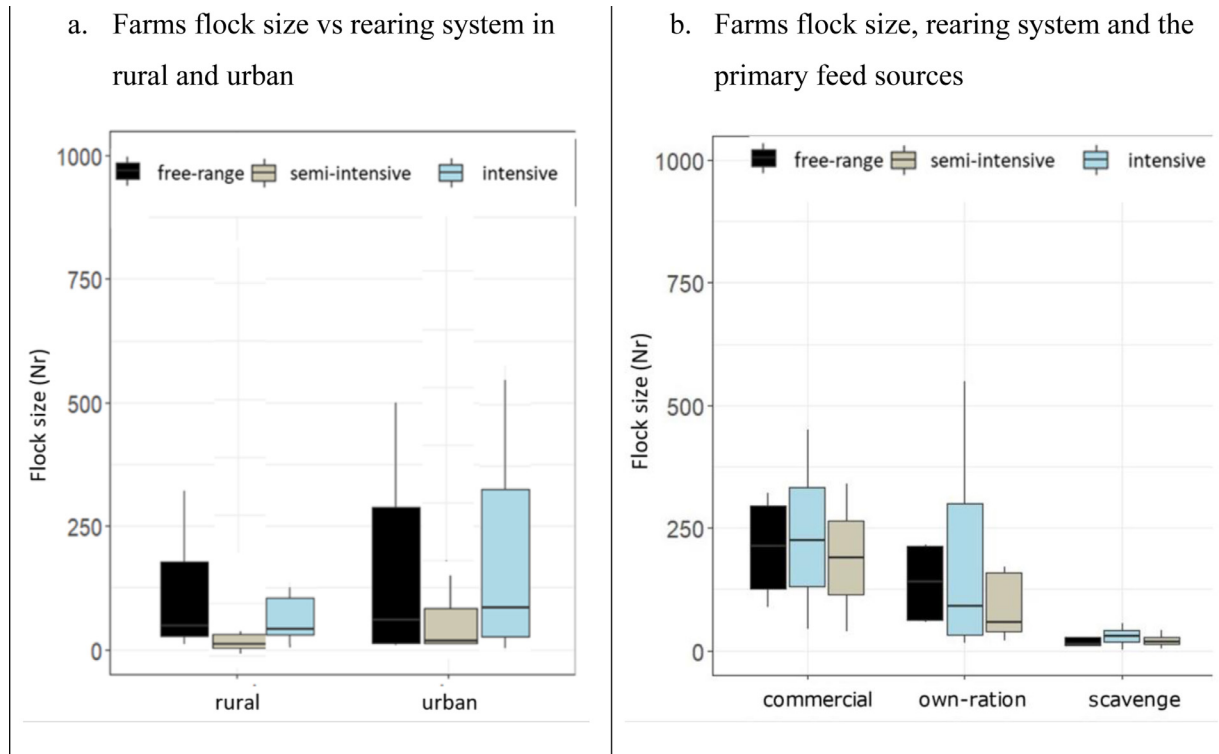 a. Farms flock size vs rearing system in
rural and urban
1000
free-range
semi-intensive
intensive
750
500
250
0
Flock size (Nr)
rural
urban
b. Farms flock size, rearing system and the
primary feed sources
1000
free-range
semi-intensive
intensive
750
500
250
0
Flock size (Nr)
commercial
own-ration
scavenge